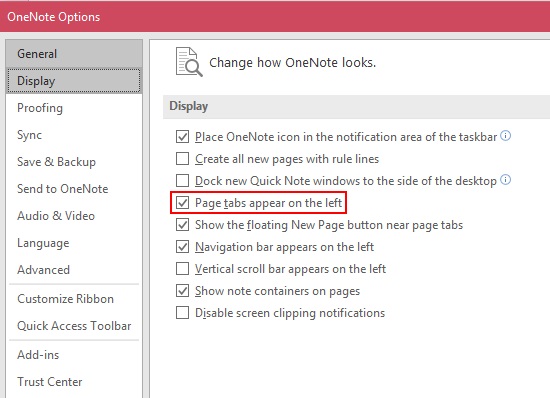 OneNote Options
General
Display
Proofing
Sync
Save & Backup
Send to OneNote
Audio & Video
Language
Advanced
Customize Ribbon
Quick Access Toolbar
Add-ins
Trust Center
Change how OneNote looks.
Display
Place OneNote icon in the notification area of the taskbar
Create all new pages with rule lines
Dock new Quick Note windows to the side of the desktop
Page tabs appear on the left
Show the floating New Page button near page tabs
Navigation bar appears on the left
Vertical scroll bar appears on the left
Show note containers on pages
Disable screen clipping notifications